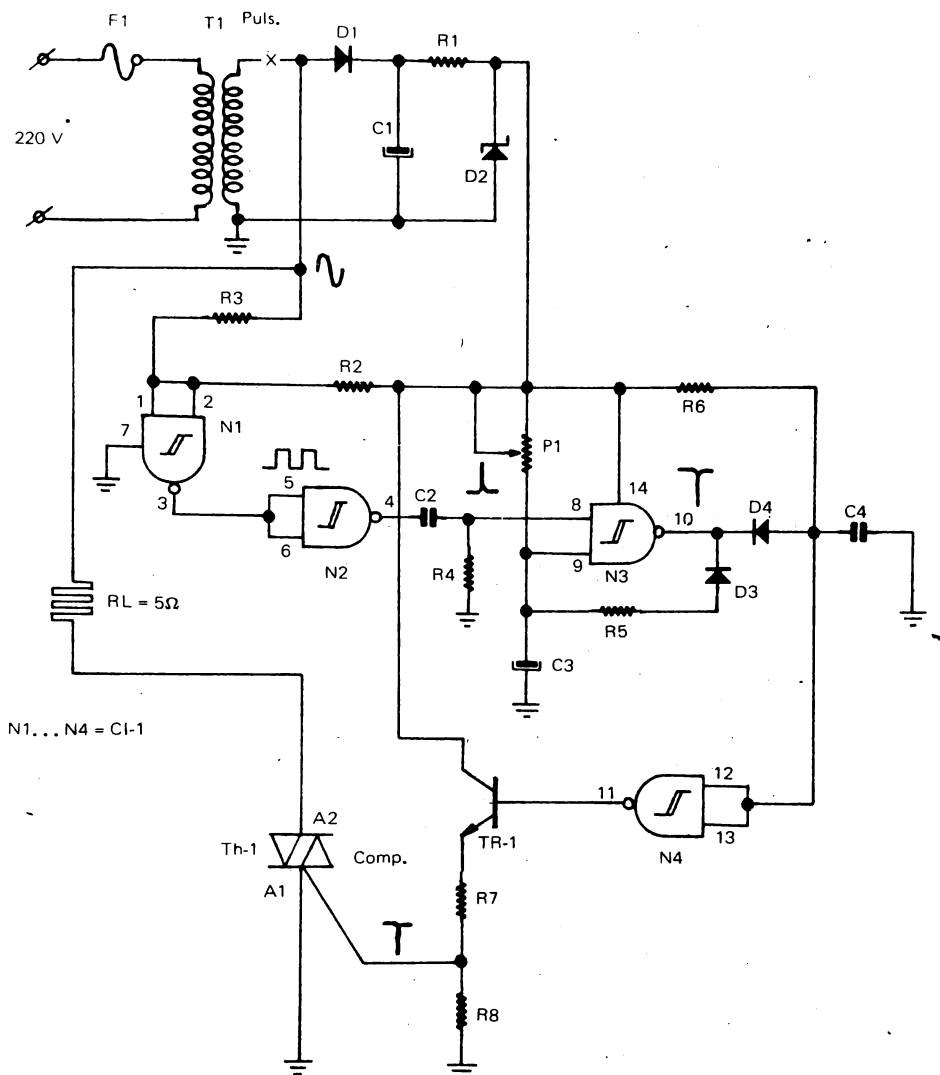 F1
T1
Puls.
D1
R1
220 V
C1
D2
R3
R2
R6
1
2
7
N1
3
P1
5
6
N2
4
C2
R4
8
9
14
N3
10
D4
C4
D3
R5
C3
RL = 5Ω
N1... N4 = CI-1
A2
Th-1
Comp.
A1
11
12
13
N4
TR-1
R7
R8